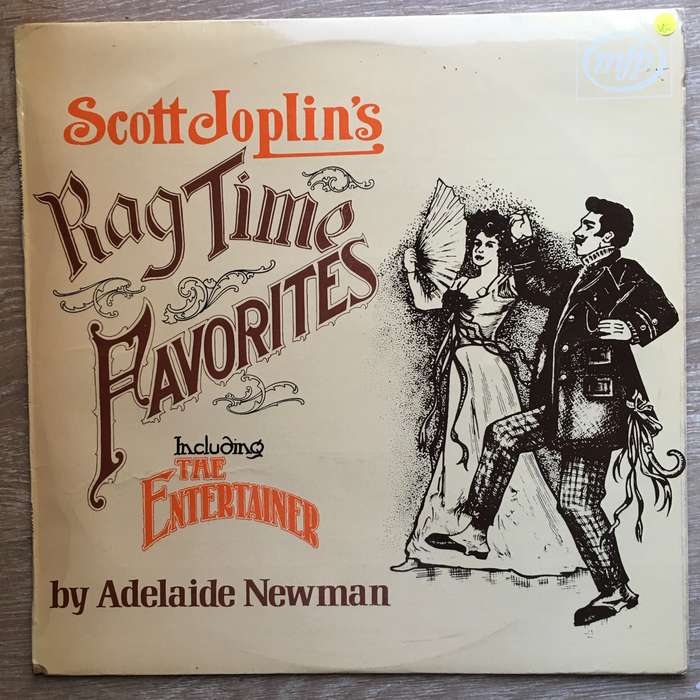 mfp
Scott Joplin's
Rag Time
FAVORITES
Including
THE
ENTERTAINER
by Adelaide Newman